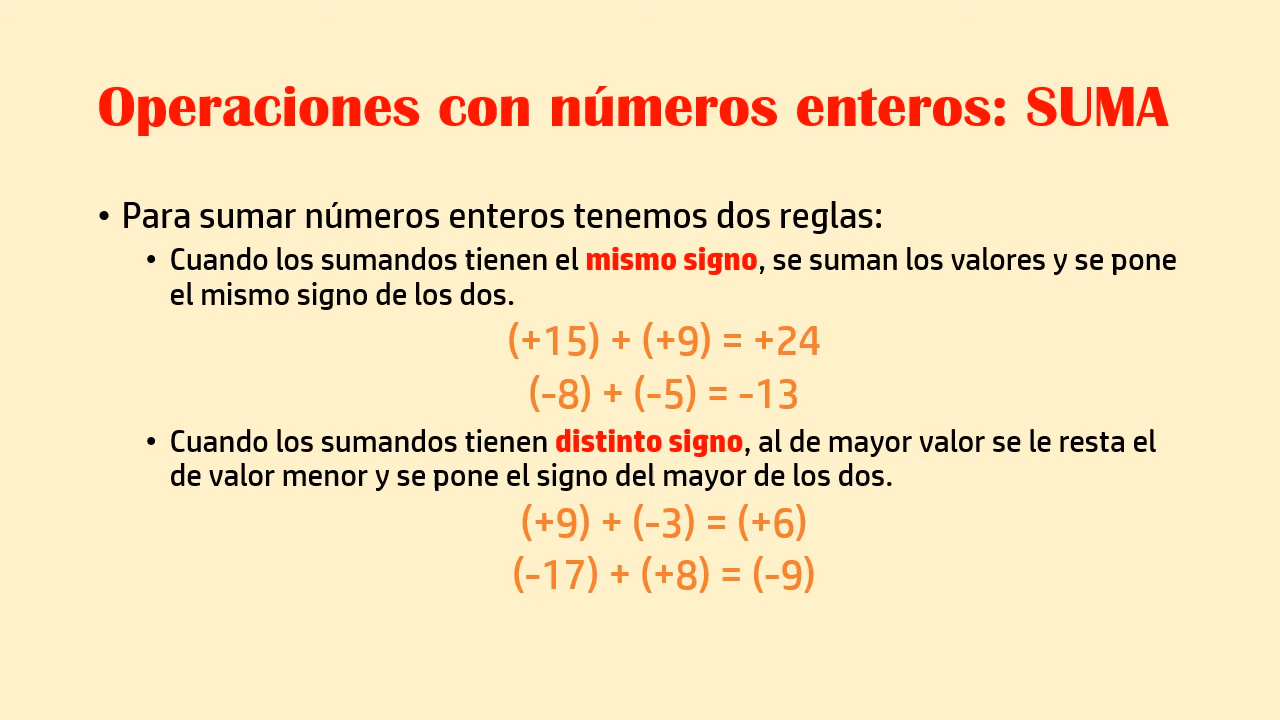 Operaciones con números enteros: SUMA
• Para sumar números enteros tenemos dos reglas:
• Cuando los sumandos tienen el mismo signo, se suman los valores y se pone
el mismo signo de los dos.
(+15) + (+9) = +24
(-8) + (-5) = -13
• Cuando los sumandos tienen distinto signo, al de mayor valor se le resta el
de valor menor y se pone el signo del mayor de los dos.
(+9) + (-3) = (+6)
(-17) + (+8) = (-9)